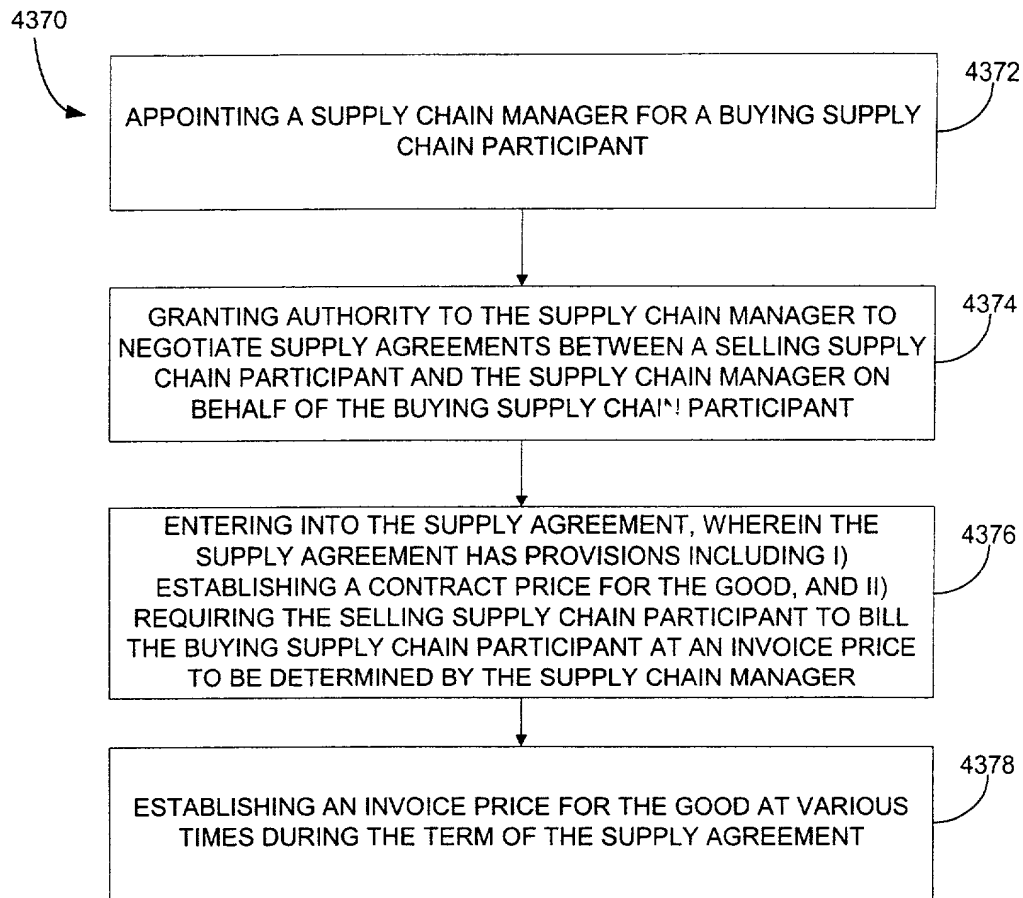 4370
4372
APPOINTING A SUPPLY CHAIN MANAGER FOR A BUYING SUPPLY
CHAIN PARTICIPANT
4374
GRANTING AUTHORITY TO THE SUPPLY CHAIN MANAGER TO
NEGOTIATE SUPPLY AGREEMENTS BETWEEN A SELLING SUPPLY
CHAIN PARTICIPANT AND THE SUPPLY CHAIN MANAGER ON
BEHALF OF THE BUYING SUPPLY CHAIN PARTICIPANT
4376
ENTERING INTO THE SUPPLY AGREEMENT, WHEREIN THE
SUPPLY AGREEMENT HAS PROVISIONS INCLUDING I)
ESTABLISHING A CONTRACT PRICE FOR THE GOOD, AND II)
REQUIRING THE SELLING SUPPLY CHAIN PARTICIPANT TO BILL
THE BUYING SUPPLY CHAIN PARTICIPANT AT AN INVOICE PRICE
TO BE DETERMINED BY THE SUPPLY CHAIN MANAGER
4378
ESTABLISHING AN INVOICE PRICE FOR THE GOOD AT VARIOUS
TIMES DURING THE TERM OF THE SUPPLY AGREEMENT